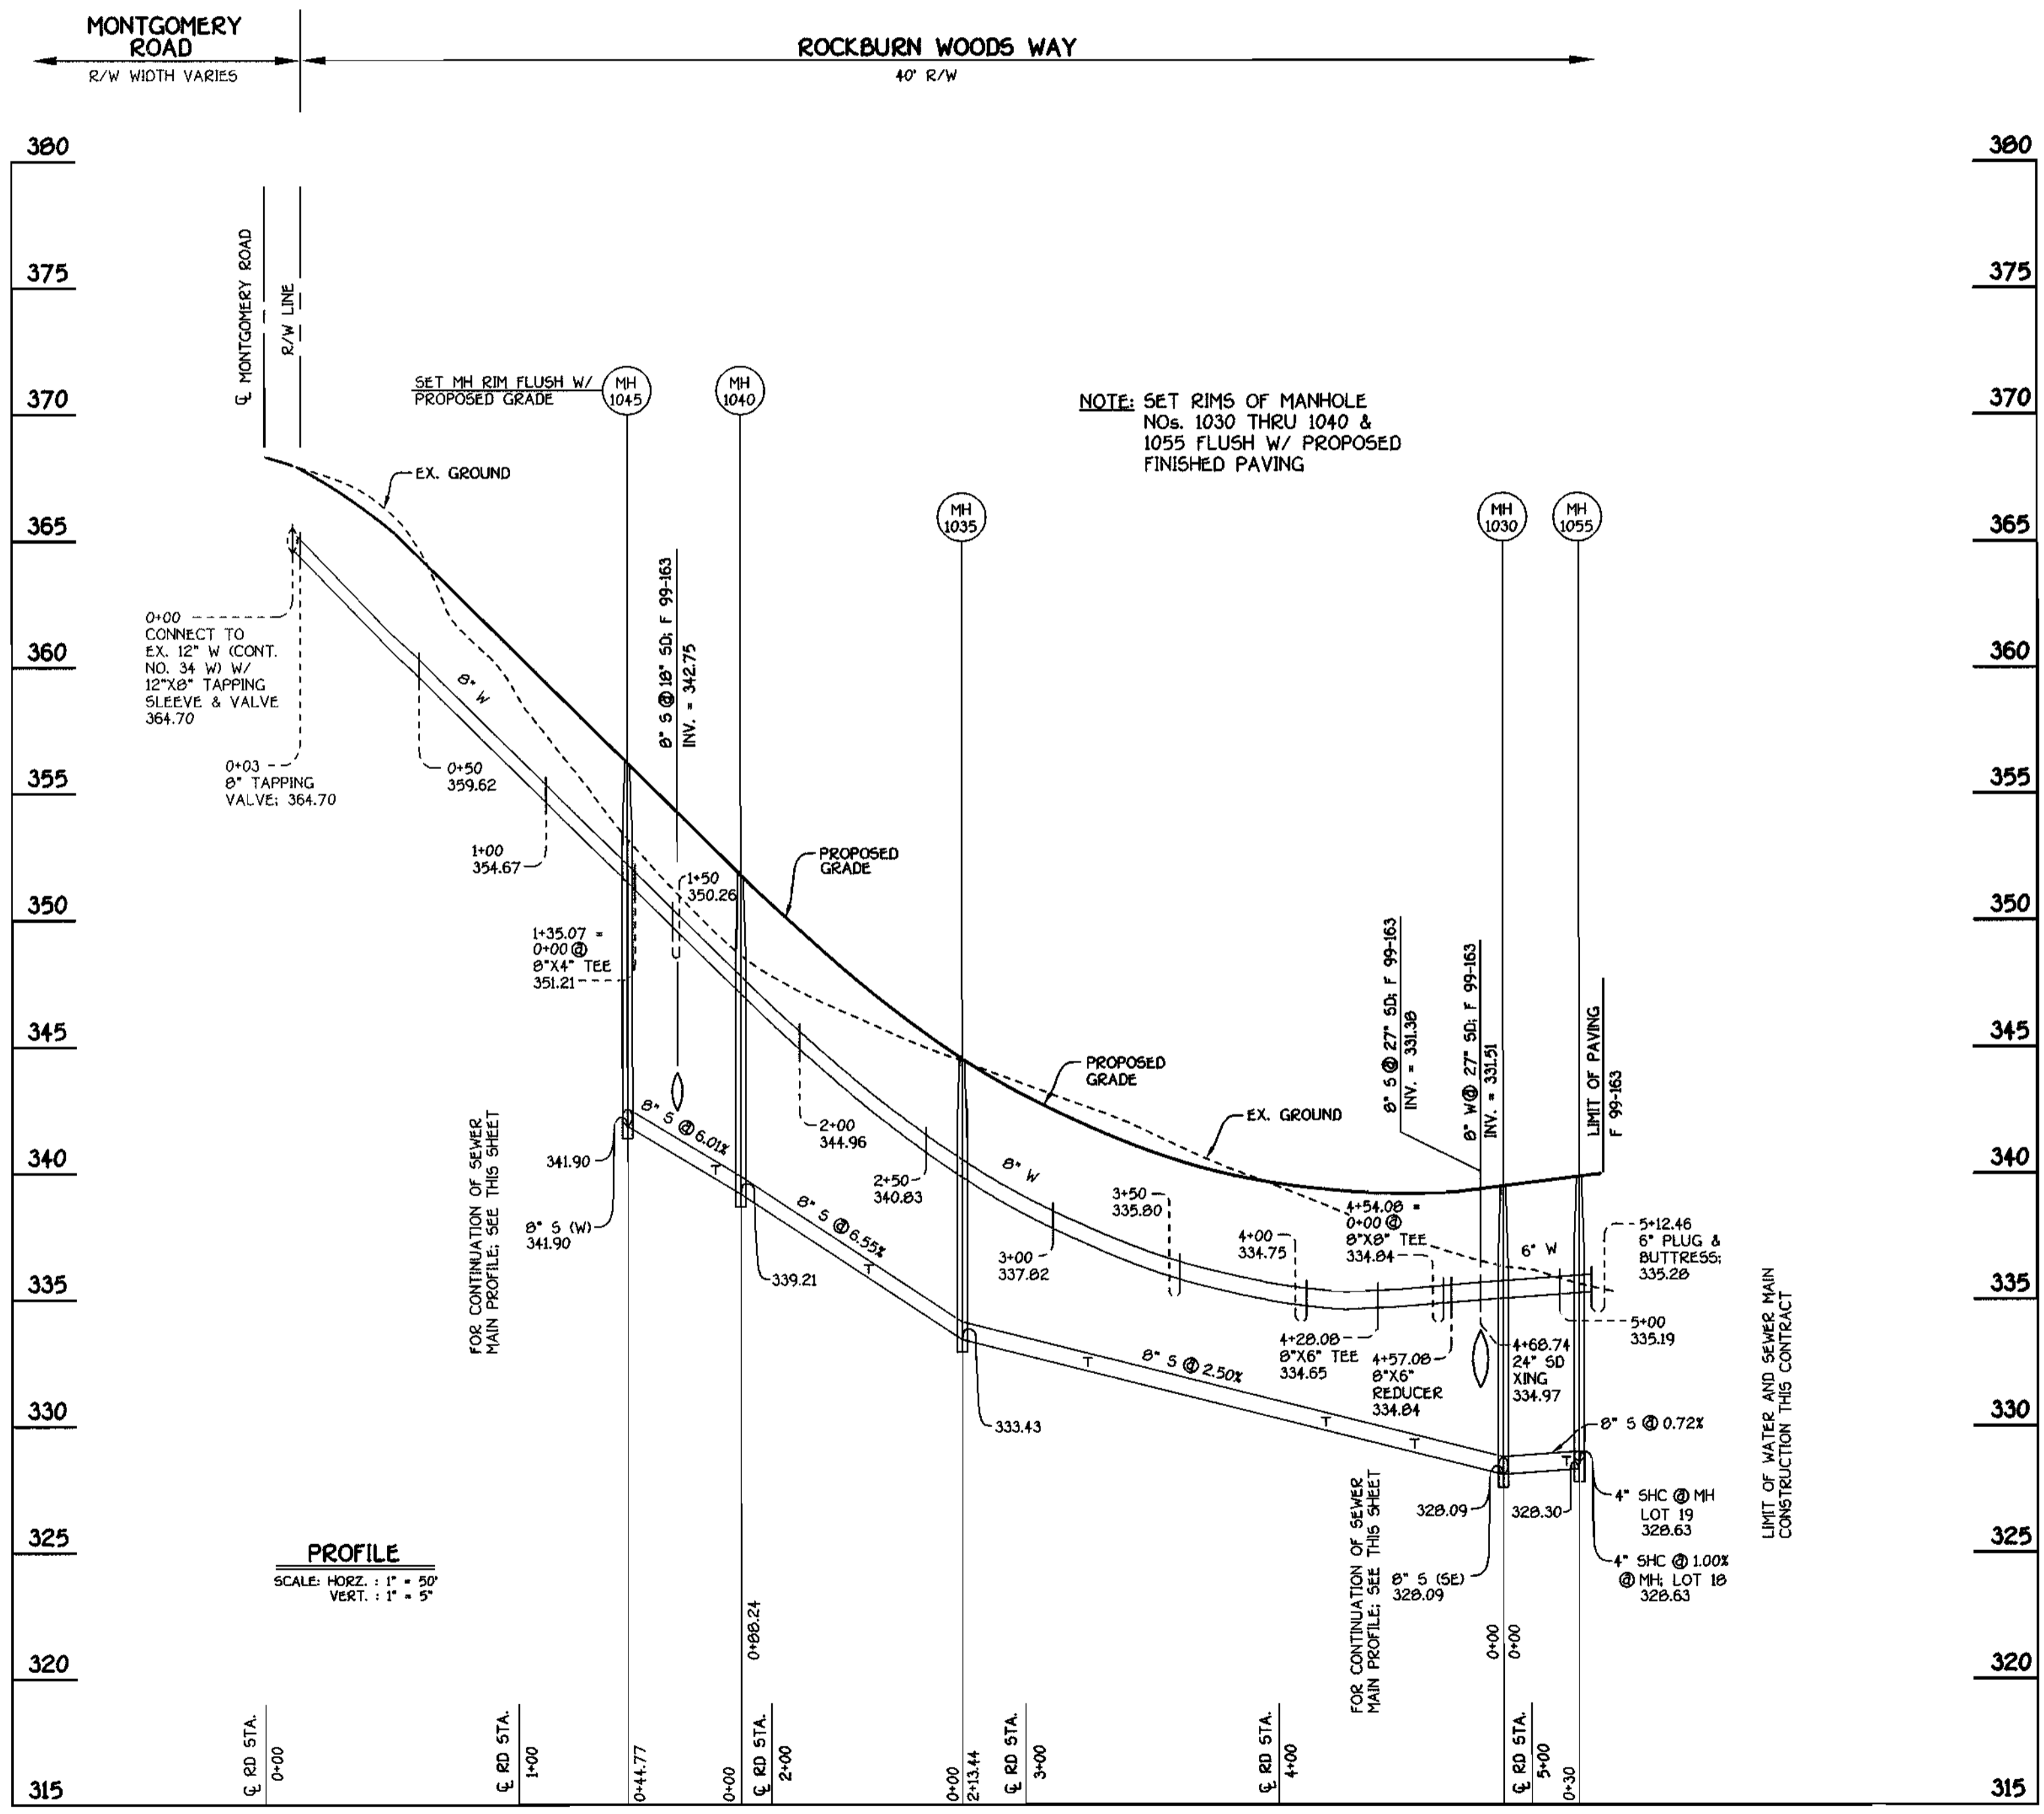 MONTGOMERY
ROAD
R/W WIDTH VARIES
ROCKBURN WOODS WAY
40' R/W
380
375
370
365
360
355
350
345
340
335
330
325
320
315
380
375
370
365
360
355
350
345
340
335
330
325
320
315
℄ MONTGOMERY ROAD
R/W LINE
SET MH RIM FLUSH W/
PROPOSED GRADE
MH
1045
MH
1040
MH
1035
MH
1030
MH
1055
NOTE: SET RIMS OF MANHOLE
NOs. 1030 THRU 1040 &
1055 FLUSH W/ PROPOSED
FINISHED PAVING
EX. GROUND
0+00
CONNECT TO
EX. 12" W (CONT.
NO. 34 W) W/
12"X8" TAPPING
SLEEVE & VALVE
364.70
0+03
8" TAPPING
VALVE; 364.70
8" W
0+50
359.62
1+00
354.67
8" S @ 18" SD; F 99-163
INV. = 342.75
1+50
350.26
1+35.07 =
0+00 @
8"X4" TEE
351.21
PROPOSED
GRADE
2+00
344.96
2+50
340.83
8" W
PROPOSED
GRADE
3+00
337.82
3+50
335.80
EX. GROUND
4+00
334.75
4+54.08 =
0+00 @
8"X8" TEE
334.84
4+28.08
8"X6" TEE
334.65
4+57.08
8"X6"
REDUCER
334.84
8" S @ 27" SD; F 99-163
INV. = 331.38
8" W @ 27" SD; F 99-163
INV. = 331.51
LIMIT OF PAVING
F 99-163
6" W
5+12.46
6" PLUG &
BUTTRESS;
335.28
5+00
335.19
4+68.74
24" SD
XING
334.97
FOR CONTINUATION OF SEWER
MAIN PROFILE; SEE THIS SHEET
341.90
8" S (W)
341.90
8" S @ 6.01%
T
339.21
8" S @ 6.55%
T
333.43
T
8" S @ 2.50%
T
T
8" S @ 0.72%
T
328.09
328.30
8" S (SE)
328.09
4" SHC @ MH
LOT 19
328.63
4" SHC @ 1.00%
@ MH; LOT 18
328.63
FOR CONTINUATION OF SEWER
MAIN PROFILE; SEE THIS SHEET
LIMIT OF WATER AND SEWER MAIN
CONSTRUCTION THIS CONTRACT
PROFILE
SCALE: HORZ. : 1" = 50'
VERT. : 1" = 5'
℄ RD STA.
0+00
℄ RD STA.
1+00
0+44.77
0+88.24
0+00
℄ RD STA.
2+00
0+00
2+13.44
℄ RD STA.
3+00
℄ RD STA.
4+00
0+00
0+00
℄ RD STA.
5+00
0+30